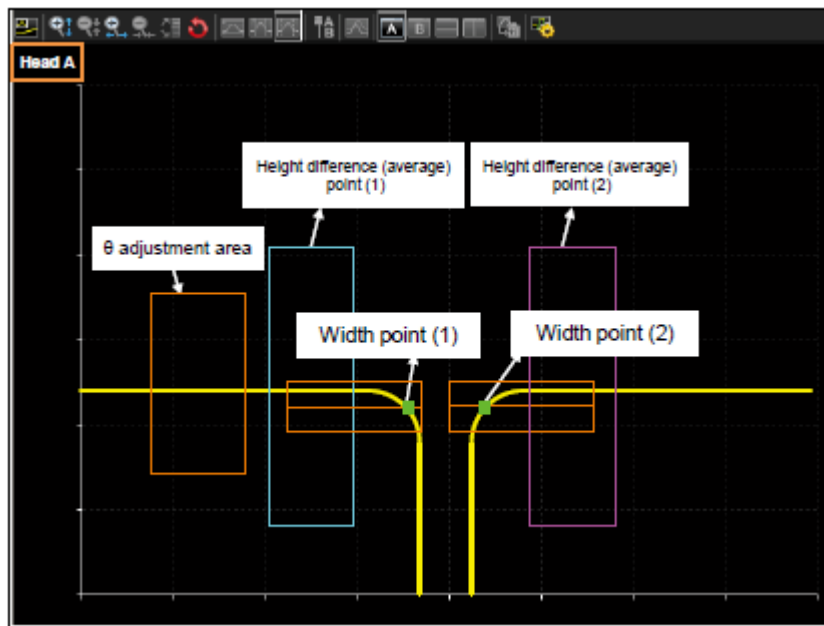 A
B
A
B
Head A
Height difference (average)
point (1)
Height difference (average)
point (2)
θ adjustment area
Width point (1)
Width point (2)